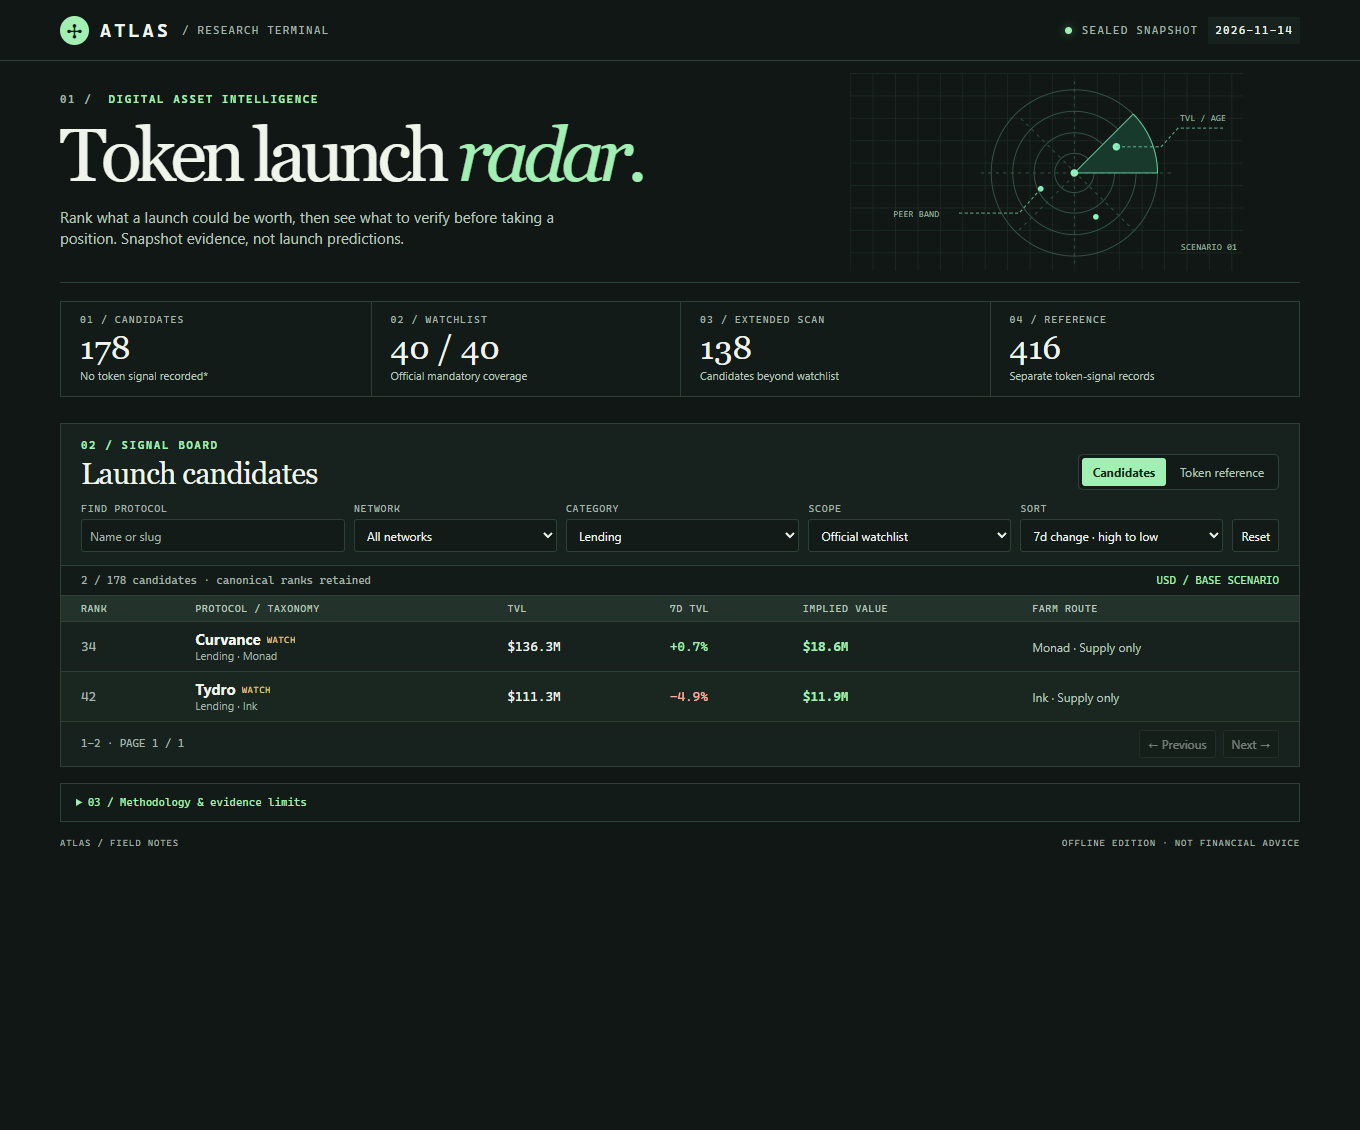 ATLAS / RESEARCH TERMINAL
SEALED SNAPSHOT 2026-11-14
01 / DIGITAL ASSET INTELLIGENCE
Token launch radar.
Rank what a launch could be worth, then see what to verify before taking a
position. Snapshot evidence, not launch predictions.
TVL / AGE
PEER BAND
SCENARIO 01
01 / CANDIDATES
178
No token signal recorded*
02 / WATCHLIST
40 / 40
Official mandatory coverage
03 / EXTENDED SCAN
138
Candidates beyond watchlist
04 / REFERENCE
416
Separate token-signal records
02 / SIGNAL BOARD
Launch candidates
Candidates Token reference
FIND PROTOCOL NETWORK CATEGORY SCOPE SORT
Name or slug All networks Lending Official watchlist 7d change · high to low Reset
2 / 178 candidates · canonical ranks retained USD / BASE SCENARIO
RANK PROTOCOL / TAXONOMY TVL 7D TVL IMPLIED VALUE FARM ROUTE
34 Curvance WATCH $136.3M +0.7% $18.6M Monad · Supply only
Lending · Monad
42 Tydro WATCH $111.3M −4.9% $11.9M Ink · Supply only
Lending · Ink
1–2 · PAGE 1 / 1 ← Previous Next →
▶ 03 / Methodology & evidence limits
ATLAS / FIELD NOTES OFFLINE EDITION · NOT FINANCIAL ADVICE